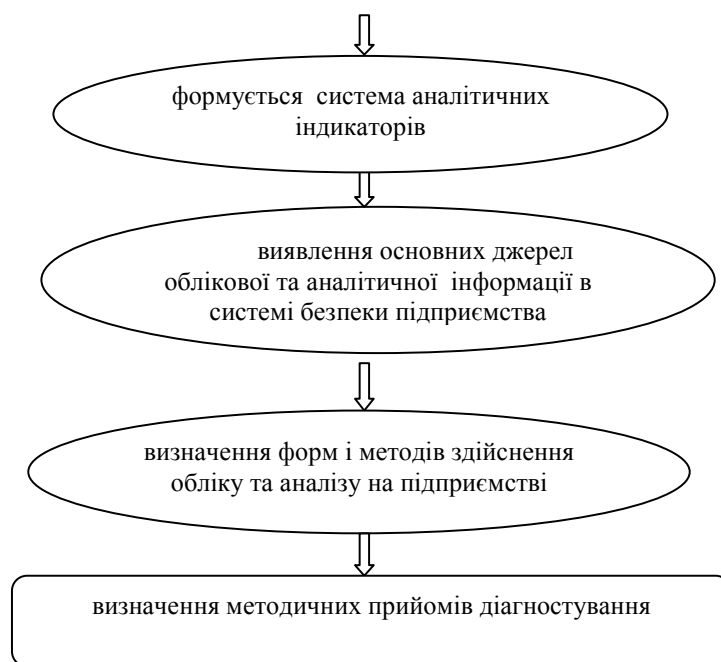 формується система аналітичних
індикаторів
виявлення основних джерел
облікової та аналітичної інформації в
системі безпеки підприємства
визначення форм і методів здійснення
обліку та аналізу на підприємстві
визначення методичних прийомів діагностування